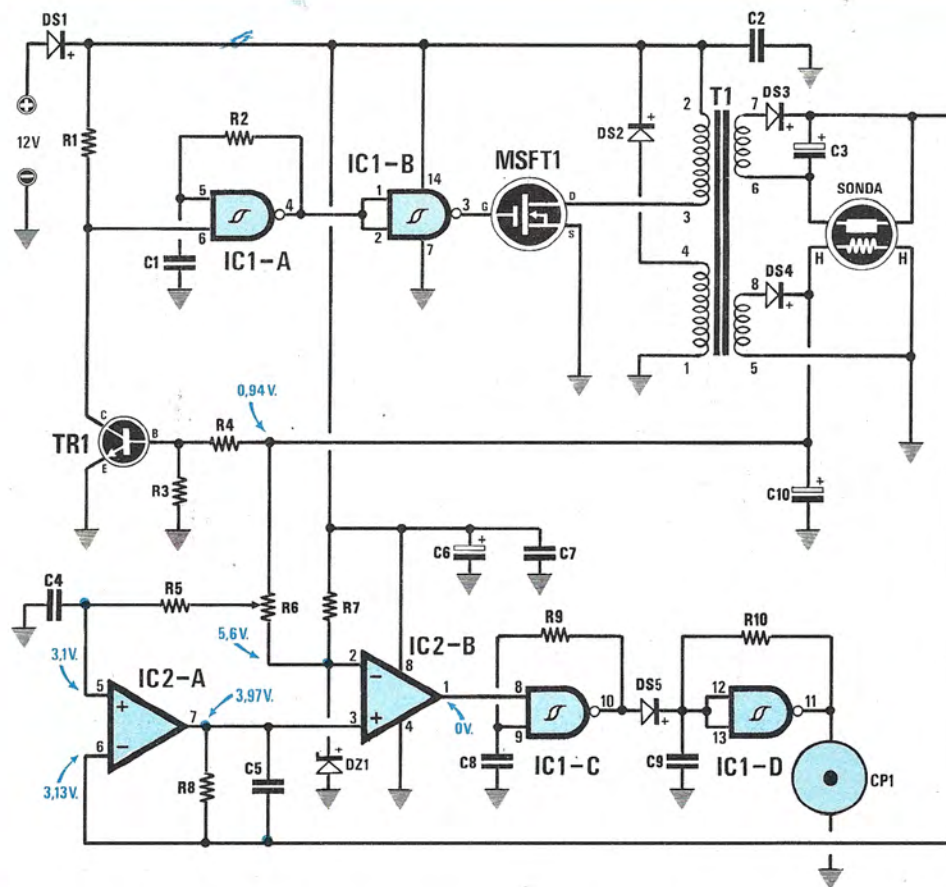 DS1
+
12V
R1
R2
5
6
4
IC1-A
C1
IC1-B
1
2
14
3
7
MSFT1
G
D
S
DS2
+
2
3
4
1
T1
C2
7
DS3
+
6
C3
+
SONDA
H
H
8
DS4
+
5
0,94V.
TR1
C
B
E
R4
R3
C10
+
C4
R5
R6
R7
C6
+
C7
5,6V.
3,1V.
5
+
IC2-A
7
3,97V.
6
−
3,13V.
R8
C5
2
−
IC2-B
8
1
3
+
4
0V.
+
DZ1
R9
8
9
10
IC1-C
C8
DS5
+
R10
12
13
11
IC1-D
C9
CP1